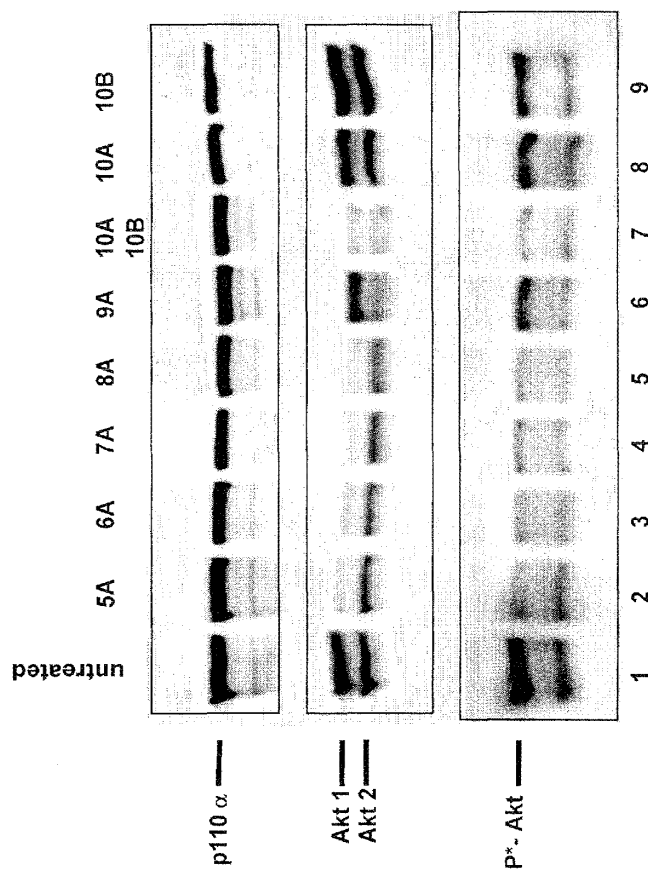 untreated 5A 6A 7A 8A 9A 10A 10A 10B
10B
p110 α
Akt 1
Akt 2
P*- Akt
1 2 3 4 5 6 7 8 9